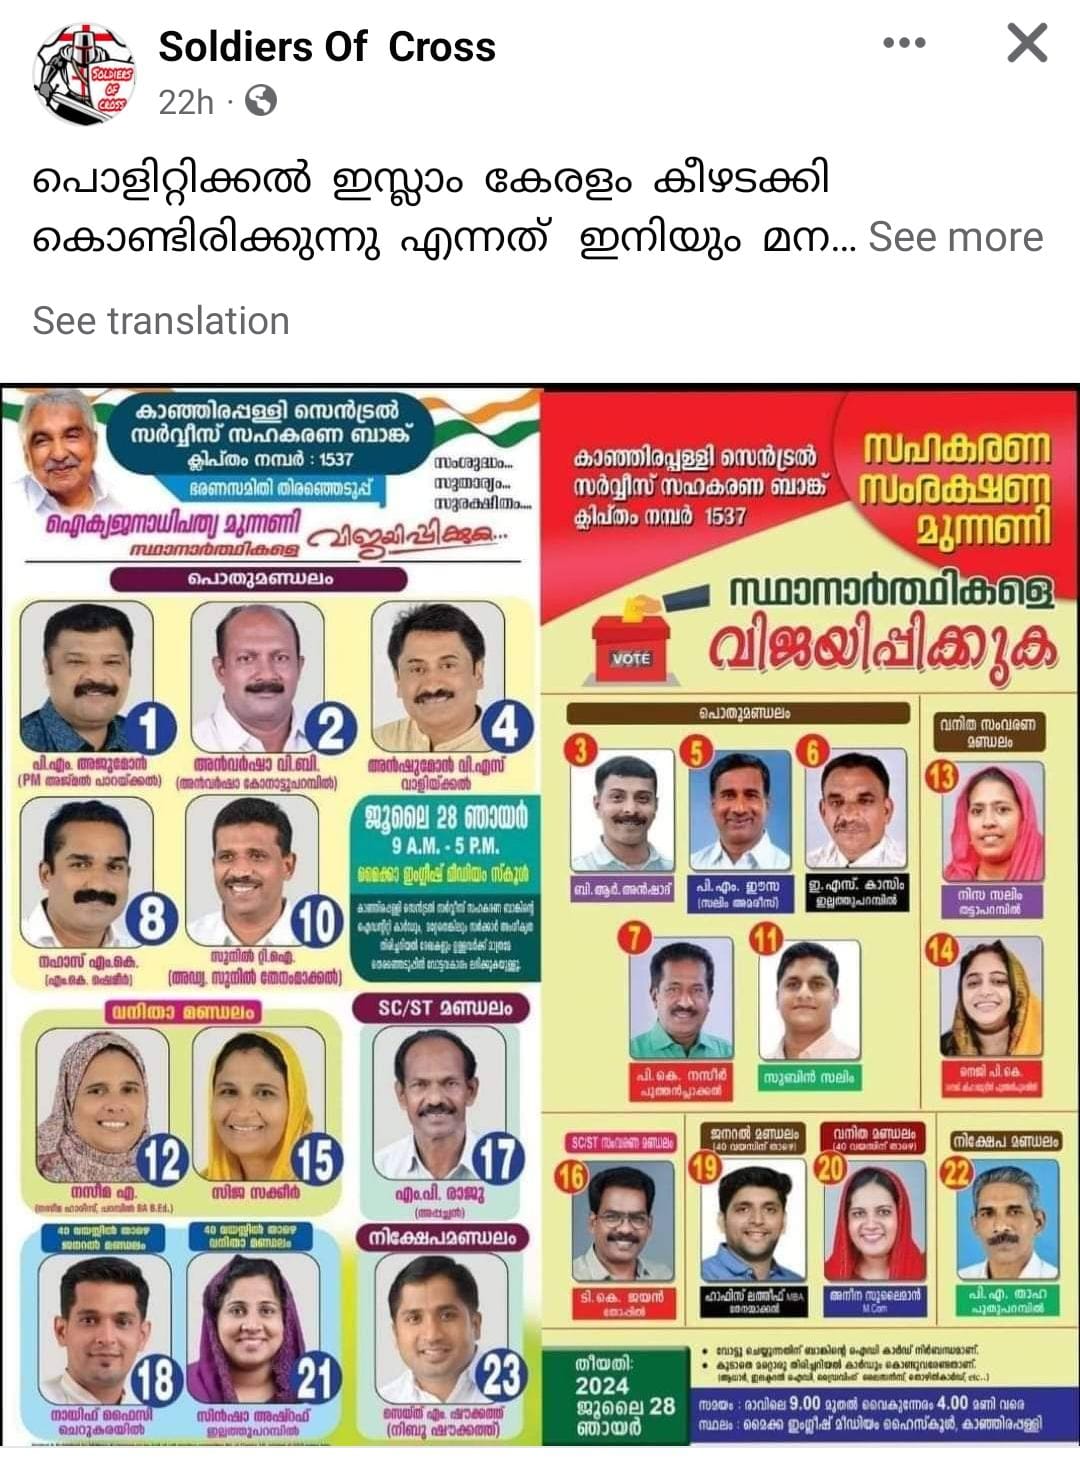 Soldiers Of Cross
SOLDIERS
OF
CROSS
22h ·
പൊളിറ്റിക്കൽ ഇസ്ലാം കേരളം കീഴടക്കി
കൊണ്ടിരിക്കുന്നു എന്നത് ഇനിയും മന... See more
See translation
കാഞ്ഞിരപ്പള്ളി സെൻട്രൽ
സർവ്വീസ് സഹകരണ ബാങ്ക്
ക്ലിപ്തം നമ്പർ : 1537
ഭരണസമിതി തിരഞ്ഞെടുപ്പ്
സംശുദ്ധം...
സുതാര്യം...
സുരക്ഷിതം....
ഐക്യജനാധിപത്യ മുന്നണി
സ്ഥാനാർത്ഥികളെ വിജയിപ്പിക്കുക...
പൊതുമണ്ഡലം
1
2
4
പി.എം. അജുമോൻ
(PM അജ്മൽ പാറയ്ക്കൽ)
അൻവർഷാ വി.ബി.
(അൻവർഷാ കോനാട്ടുപറമ്പിൽ)
അൻഷുമോൻ വി.എസ്
വാളിയ്ക്കൽ
8
10
നഹാസ് എം.കെ.
(എം.കെ. ഷെമീർ)
സുനിൽ റ്റി.ഐ.
(അഡ്വ. സുനിൽ തേനംമാക്കൽ)
ജൂലൈ 28 ഞായർ
9 A.M. - 5 P.M.
മൈക്കാ ഇംഗ്ലീഷ് മീഡിയം സ്കൂൾ
വനിതാ മണ്ഡലം
12
15
നസീമ എ.
സിജ സക്കീർ
SC/ST മണ്ഡലം
17
എം.വി. രാജു
(അപ്പച്ചൻ)
40 വയസ്സിൽ താഴെ
ജനറൽ മണ്ഡലം
40 വയസ്സിൽ താഴെ
വനിതാ മണ്ഡലം
18
21
നായിഫ് ഫൈസി
ചെറുകരയിൽ
സിൻഷാ അഷ്റഫ്
ഇല്ലത്തുപറമ്പിൽ
നിക്ഷേപമണ്ഡലം
23
സെയ്ത് എം. ഷൗക്കത്ത്
(നിബു ഷൗക്കത്ത്)
കാഞ്ഞിരപ്പള്ളി സെൻട്രൽ
സർവ്വീസ് സഹകരണ ബാങ്ക്
ക്ലിപ്തം നമ്പർ 1537
സഹകരണ
സംരക്ഷണ
മുന്നണി
സ്ഥാനാർത്ഥികളെ
വിജയിപ്പിക്കുക
VOTE
പൊതുമണ്ഡലം
3
5
6
ബി.ആർ. അൻഷാദ്
പി.എം. ഈസ
(സലീം അമരീസ്)
ഇ.എസ്. കാസിം
ഇല്ലത്തുപറമ്പിൽ
7
11
പി.കെ. നസീർ
പുത്തൻപ്ലാക്കൽ
സുബിൻ സലിം
വനിത സംവരണ
മണ്ഡലം
13
നിസ സലിം
തട്ടാപറമ്പിൽ
14
നെജി പി.കെ.
SC/ST സംവരണ മണ്ഡലം
16
ടി.കെ. ജയൻ
തോപ്പിൽ
ജനറൽ മണ്ഡലം
(40 വയസിന് താഴെ)
19
ഹാഫിസ് ലത്തീഫ് MBA
തേനമാക്കൽ
വനിത മണ്ഡലം
(40 വയസിന് താഴെ)
20
അനീന സുലൈമാൻ
M.Com
നിക്ഷേപ മണ്ഡലം
22
പി.എ. താഹ
പുതുപറമ്പിൽ
തീയതി:
2024
ജൂലൈ 28
ഞായർ
• വോട്ടു ചെയ്യുന്നതിന് ബാങ്കിന്റെ ഐഡി കാർഡ് നിർബന്ധമാണ്.
• കൂടാതെ മറ്റൊരു തിരിച്ചറിയൽ കാർഡും കൊണ്ടുവരേണ്ടതാണ്.
സമയം : രാവിലെ 9.00 മുതൽ വൈകുന്നേരം 4.00 മണി വരെ
സ്ഥലം : മൈക്കാ ഇംഗ്ലീഷ് മീഡിയം ഹൈസ്കൂൾ, കാഞ്ഞിരപ്പള്ളി